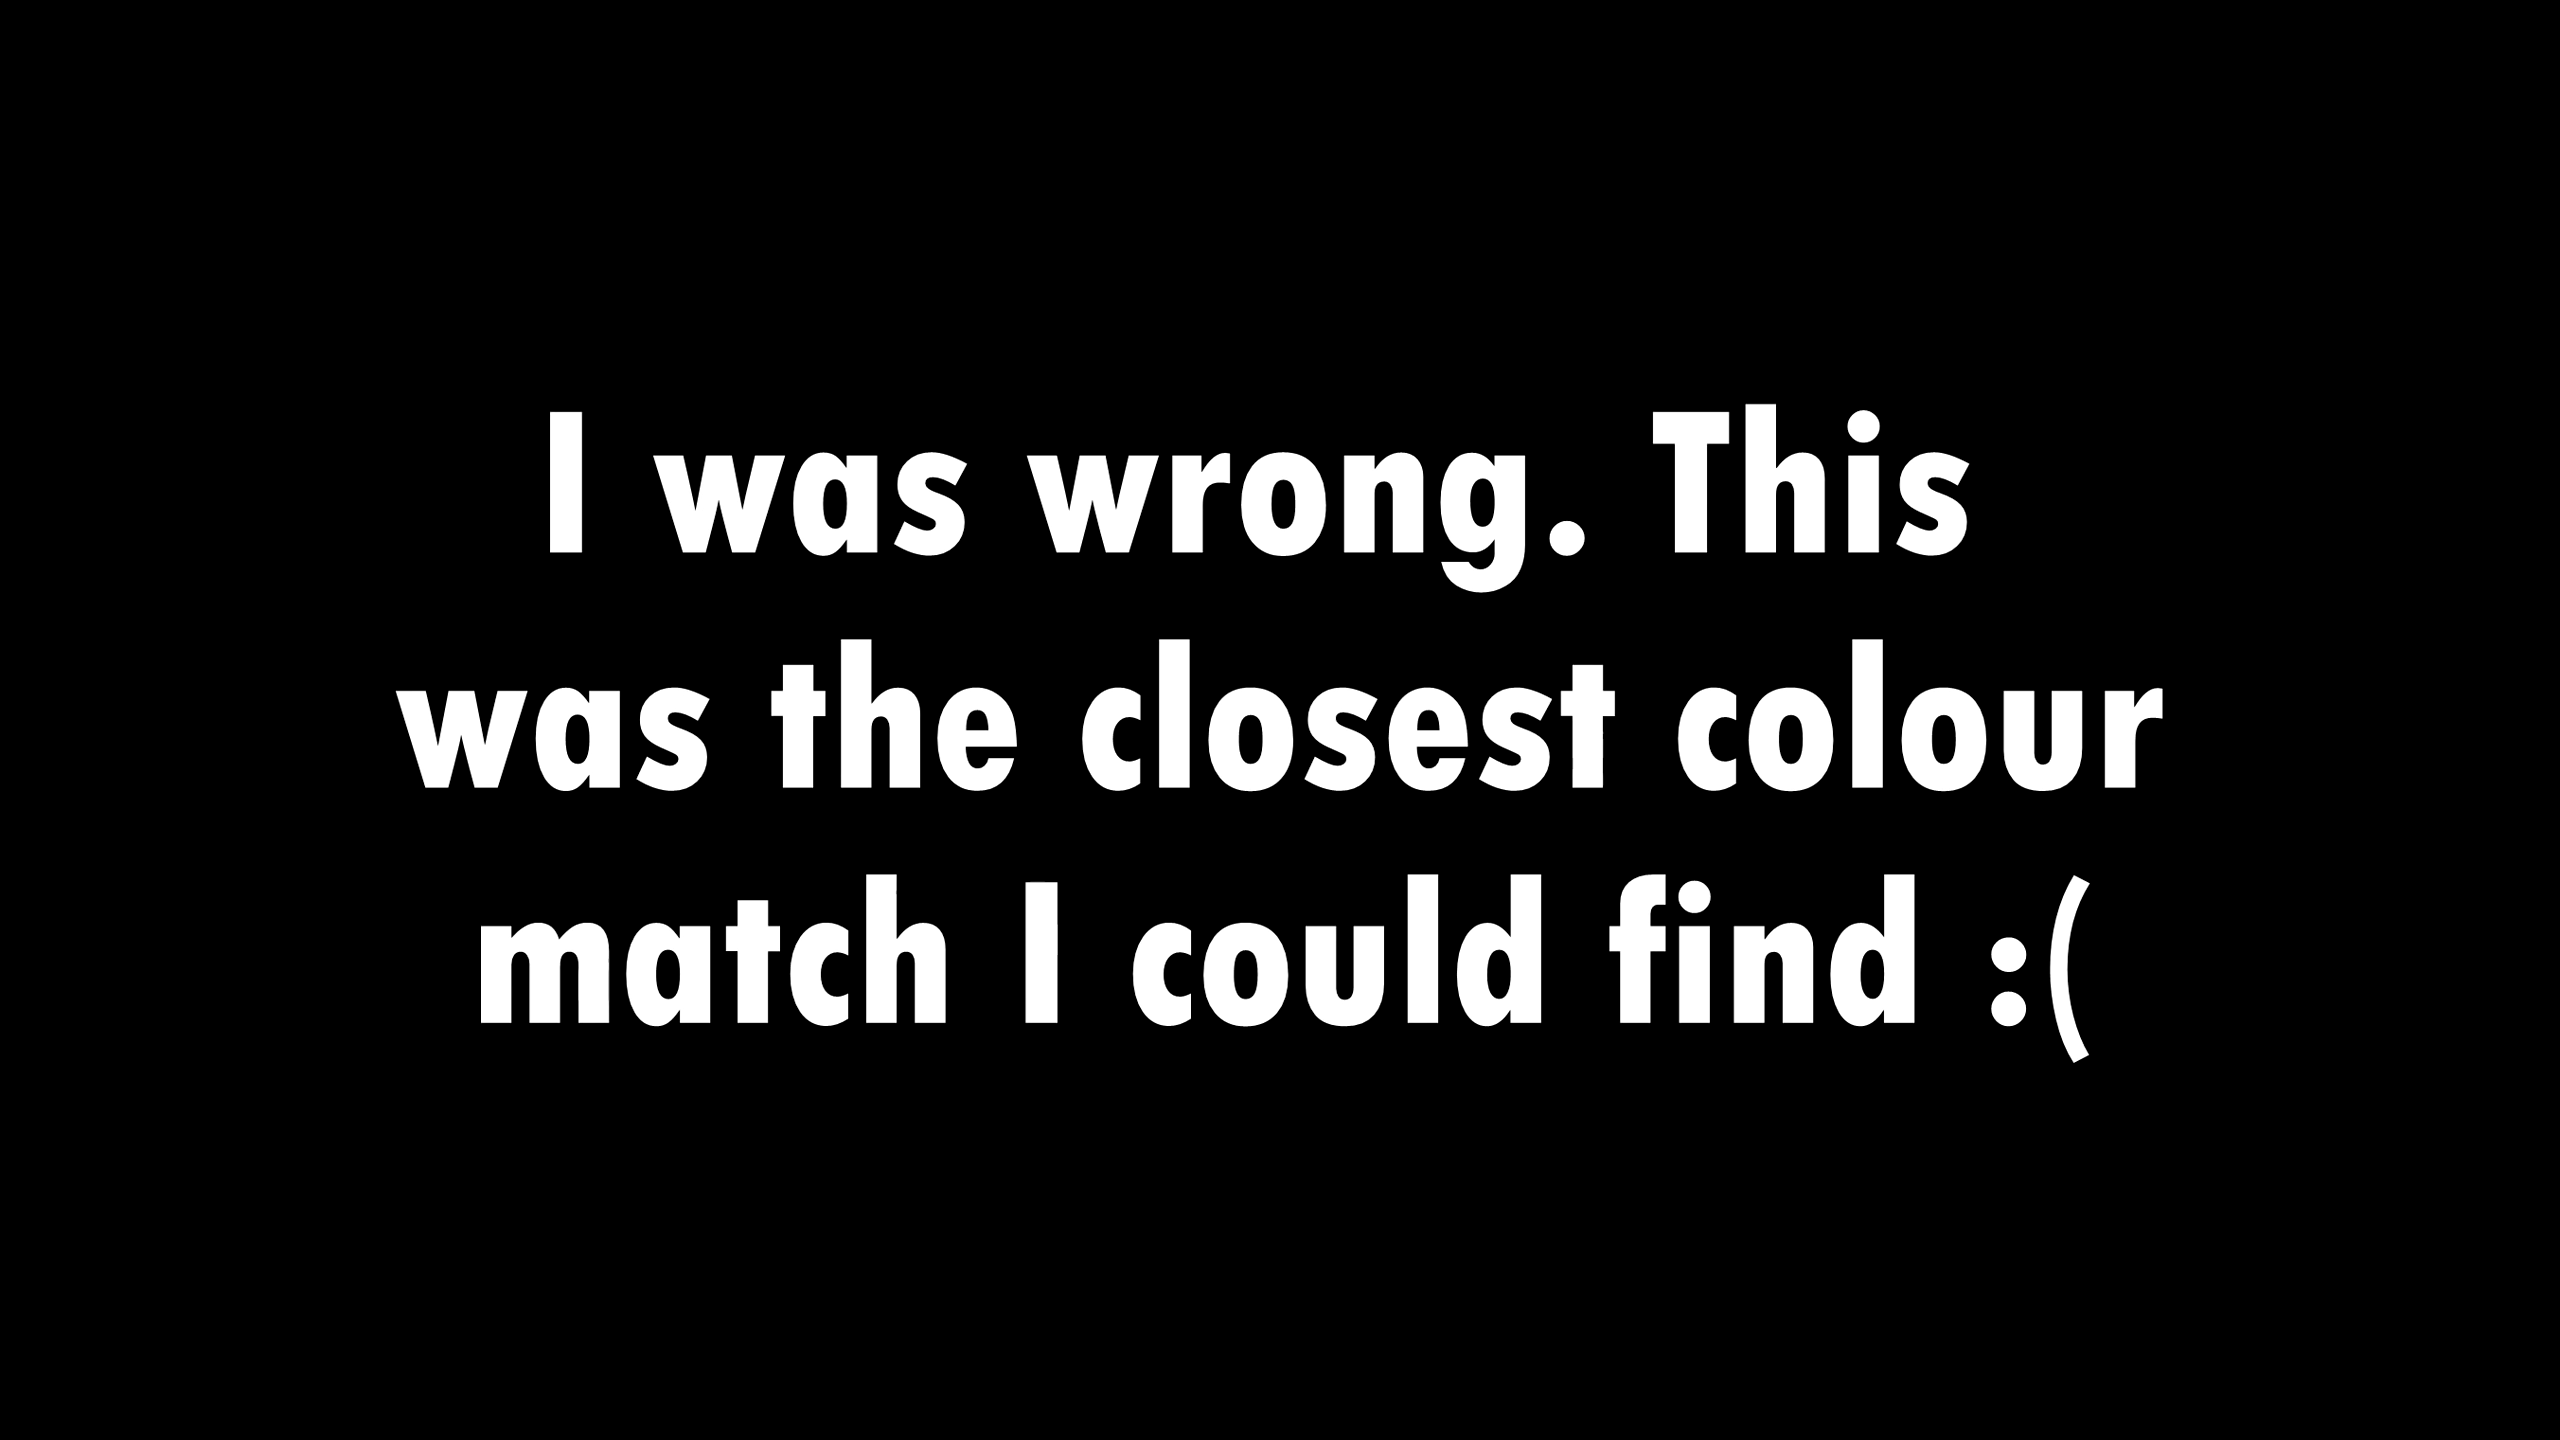 I was wrong. This
was the closest colour
match I could find :(